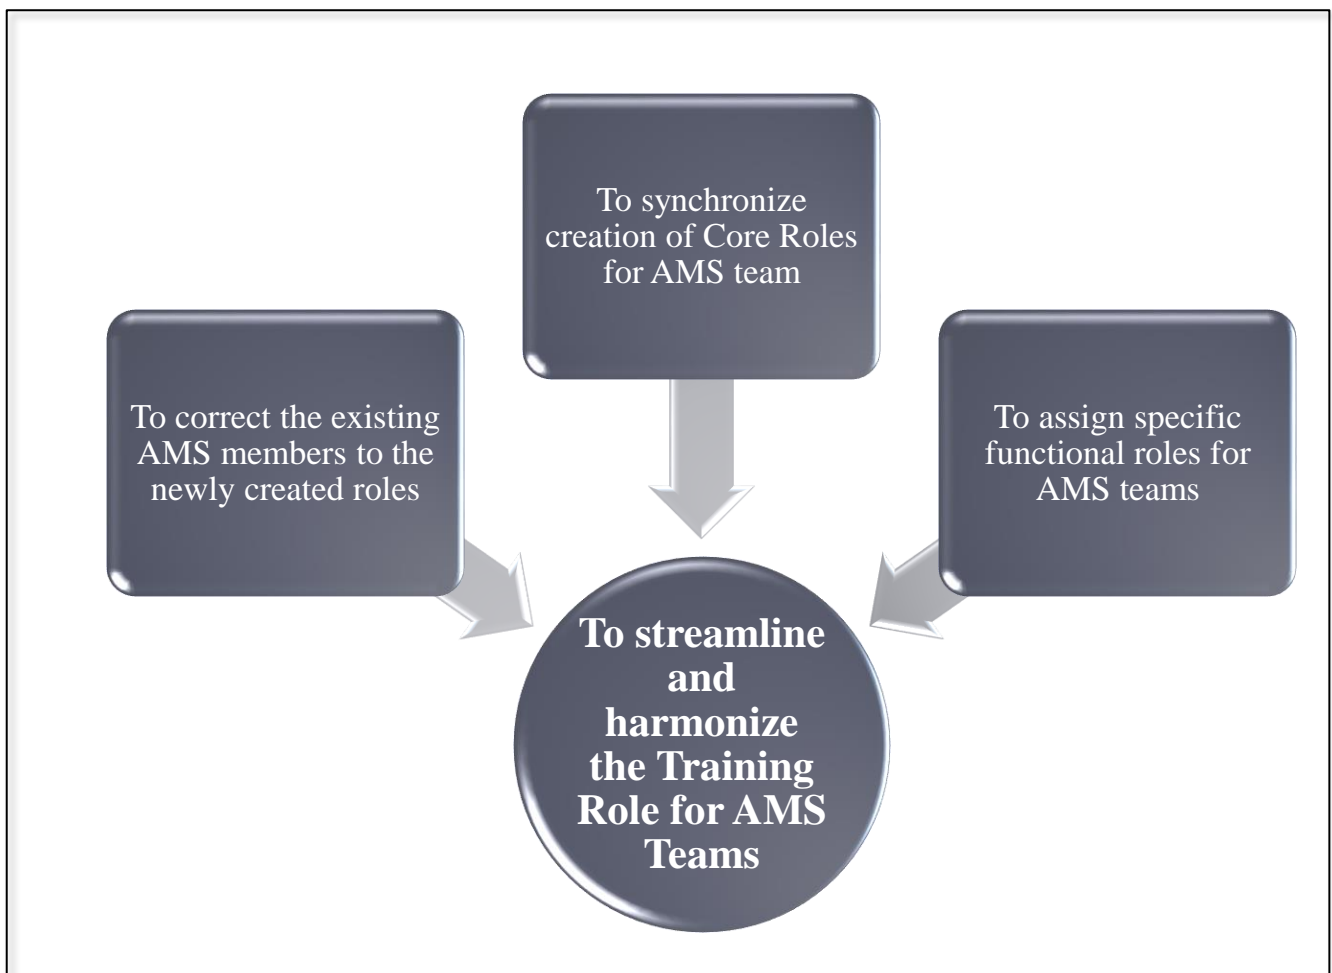 To synchronize
creation of Core Roles
for AMS team
To correct the existing
AMS members to the
newly created roles
To assign specific
functional roles for
AMS teams
To streamline
and
harmonize
the Training
Role for AMS
Teams